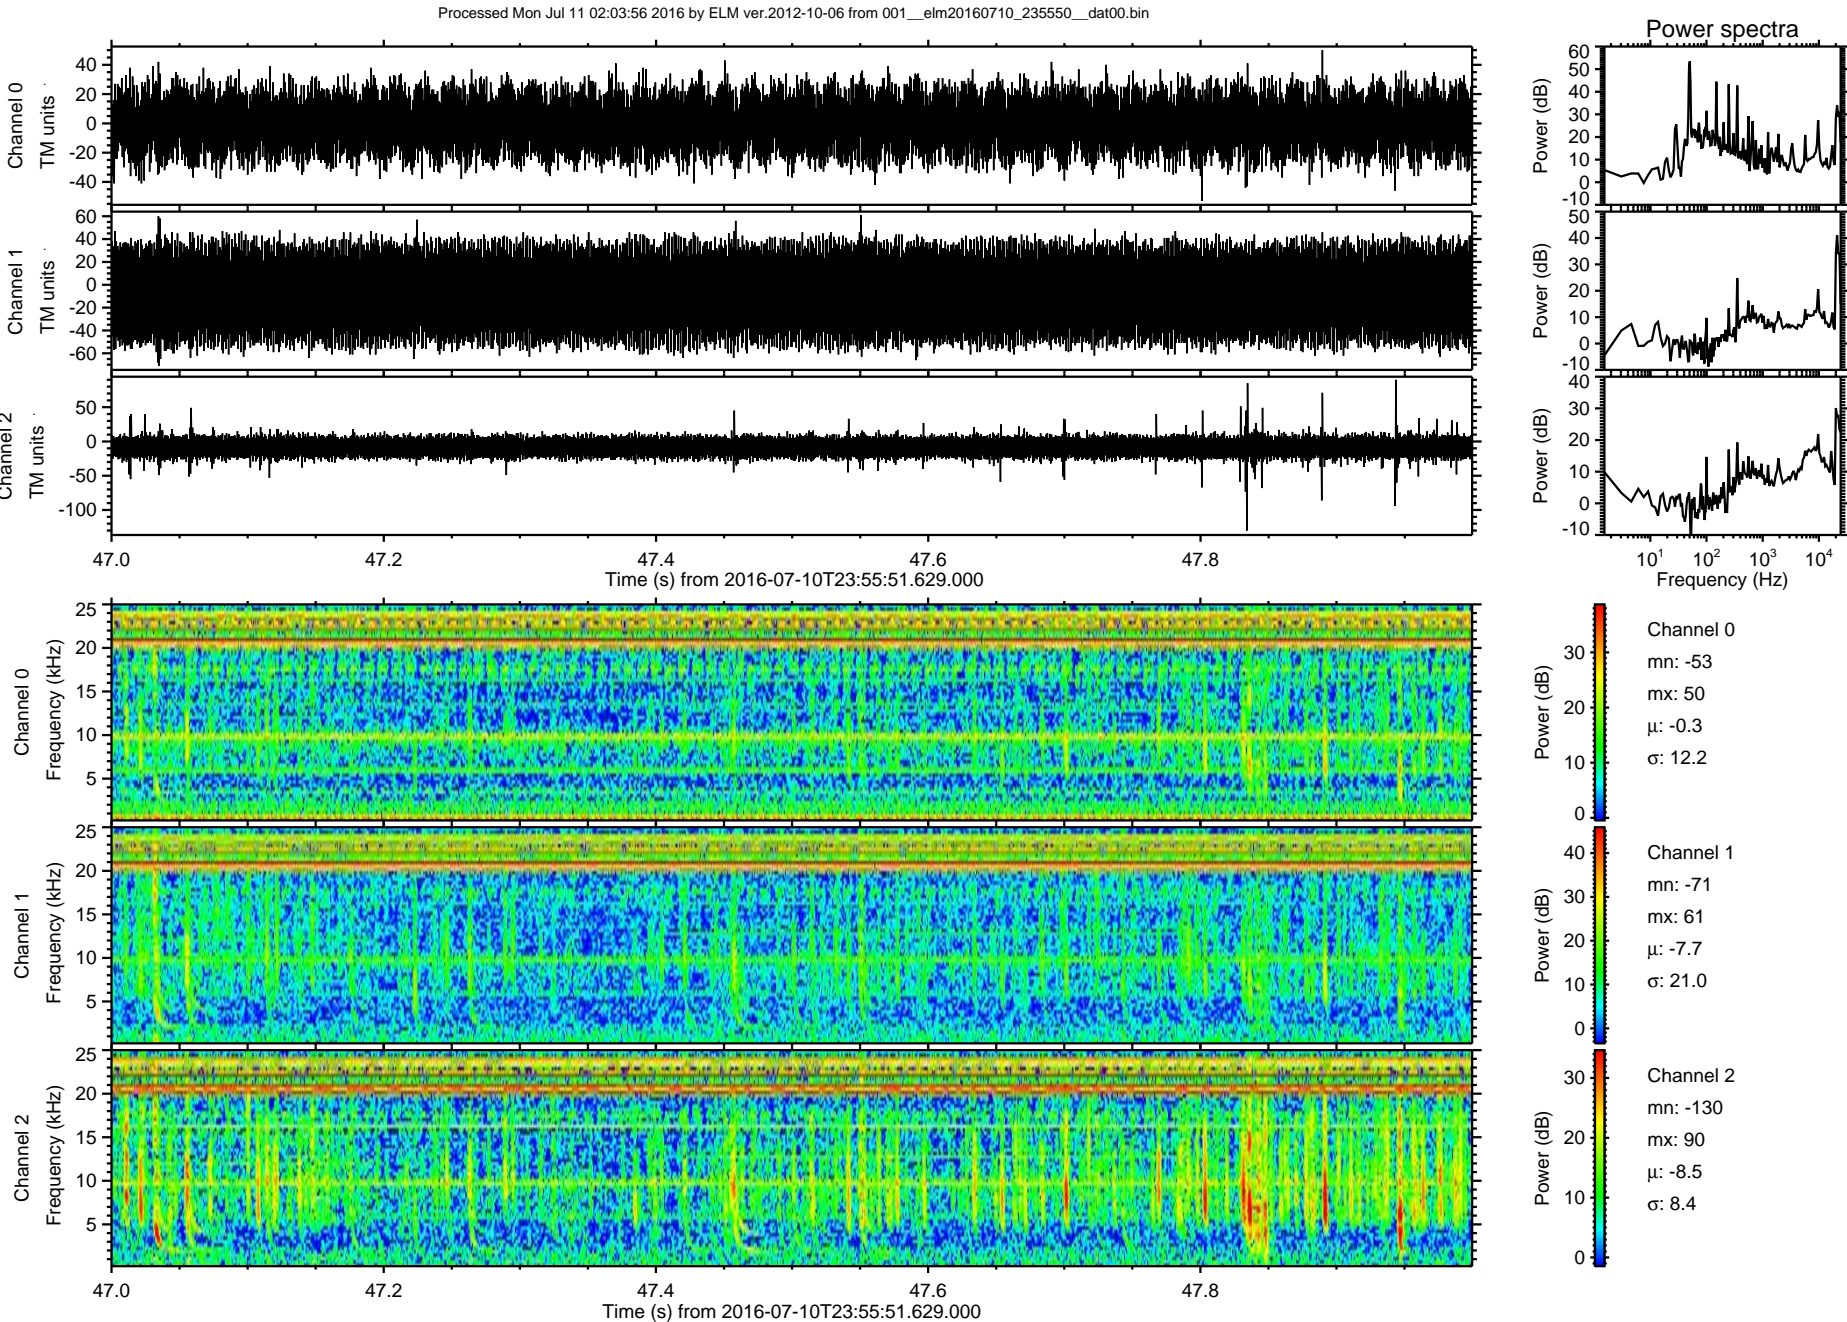 Processed Mon Jul 11 02:03:56 2016 by ELM ver.2012-10-06 from 001__elm20160710_235550__dat00.bin
Power spectra
Channel 0
TM units
40
20
0
-20
-40
Power (dB)
60
50
40
30
20
10
0
-10
Channel 1
TM units
60
40
20
0
-20
-40
-60
Power (dB)
50
40
30
20
10
0
-10
Channel 2
TM units
50
0
-50
-100
Power (dB)
40
30
20
10
0
-10
47.0 47.2 47.4 47.6 47.8
Time (s) from 2016-07-10T23:55:51.629.000
10¹ 10² 10³ 10⁴
Frequency (Hz)
Channel 0
Frequency (kHz)
25
20
15
10
5
Power (dB)
30
20
10
0
Channel 0
mn: -53
mx: 50
μ: -0.3
σ: 12.2
Channel 1
Frequency (kHz)
25
20
15
10
5
Power (dB)
40
30
20
10
0
Channel 1
mn: -71
mx: 61
μ: -7.7
σ: 21.0
Channel 2
Frequency (kHz)
25
20
15
10
5
Power (dB)
30
20
10
0
Channel 2
mn: -130
mx: 90
μ: -8.5
σ: 8.4
47.0 47.2 47.4 47.6 47.8
Time (s) from 2016-07-10T23:55:51.629.000